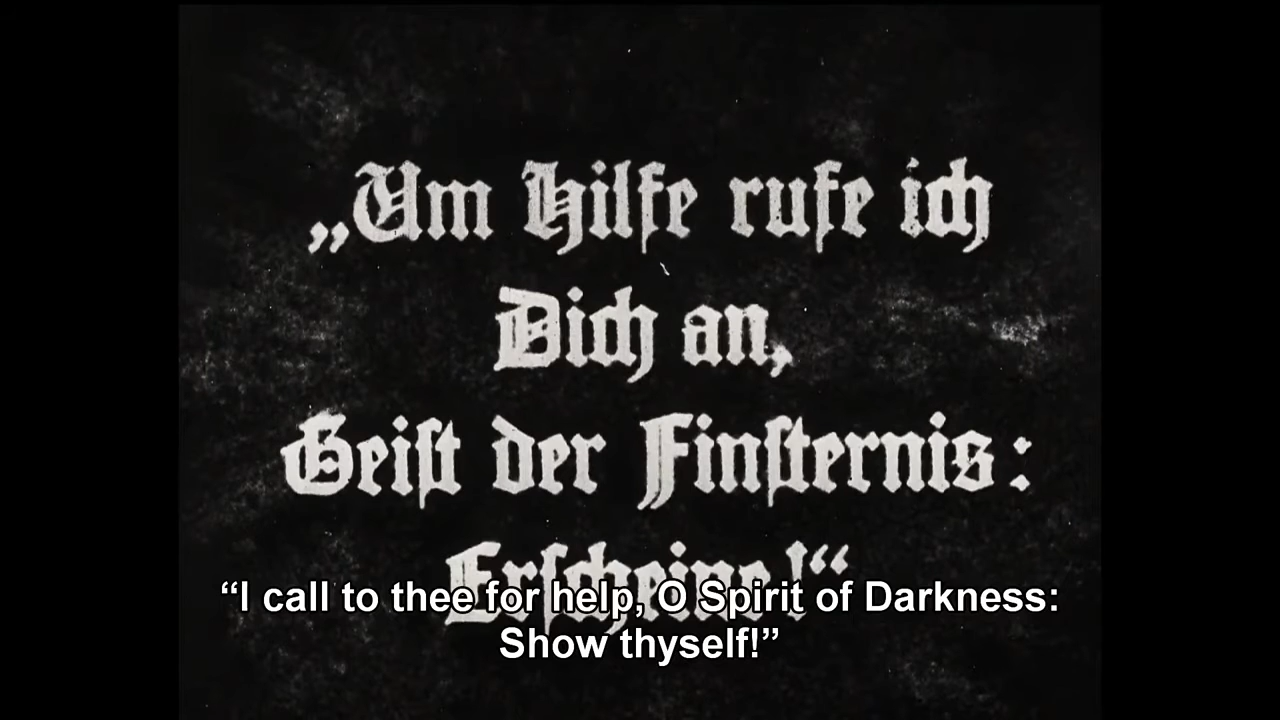 „Um Hilfe rufe ich
Dich an,
Geiſt der Finſternis:
Erſcheine!“
“I call to thee for help, O Spirit of Darkness:
Show thyself!”